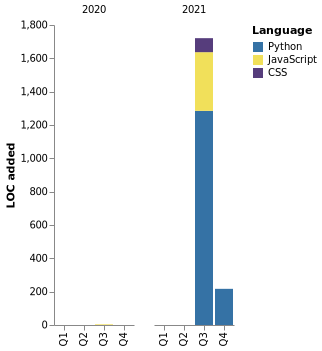 2020
2021
Language
Python
JavaScript
CSS
LOC added
1,800
1,600
1,400
1,200
1,000
800
600
400
200
0
Q1
Q2
Q3
Q4
Q1
Q2
Q3
Q4